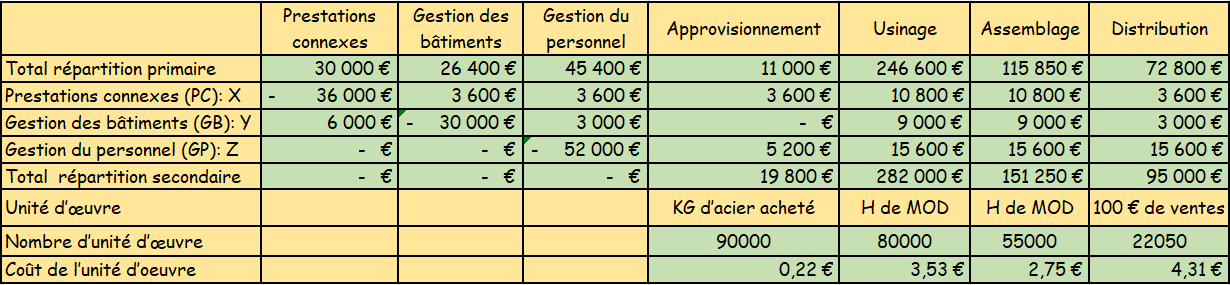 Prestations connexes Gestion des bâtiments Gestion du personnel Approvisionnement Usinage Assemblage Distribution
Total répartition primaire 30 000 € 26 400 € 45 400 € 11 000 € 246 600 € 115 850 € 72 800 €
Prestations connexes (PC): X - 36 000 € 3 600 € 3 600 € 3 600 € 10 800 € 10 800 € 3 600 €
Gestion des bâtiments (GB): Y 6 000 € - 30 000 € 3 000 € - € 9 000 € 9 000 € 3 000 €
Gestion du personnel (GP): Z - € - € - 52 000 € 5 200 € 15 600 € 15 600 € 15 600 €
Total répartition secondaire - € - € - € 19 800 € 282 000 € 151 250 € 95 000 €
Unité d’œuvre KG d’acier acheté H de MOD H de MOD 100 € de ventes
Nombre d’unité d’œuvre 90000 80000 55000 22050
Coût de l’unité d’oeuvre 0,22 € 3,53 € 2,75 € 4,31 €